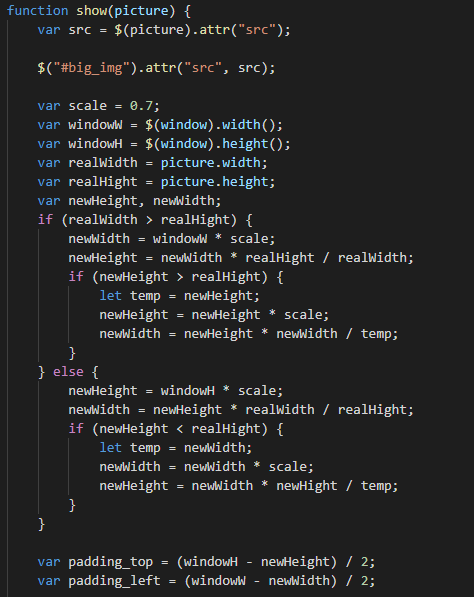 function show(picture) {
var src = $(picture).attr("src");
$("#big_img").attr("src", src);
var scale = 0.7;
var windowW = $(window).width();
var windowH = $(window).height();
var realWidth = picture.width;
var realHight = picture.height;
var newHeight, newWidth;
if (realWidth > realHight) {
newWidth = windowW * scale;
newHeight = newWidth * realHight / realWidth;
if (newHeight > realHight) {
let temp = newHeight;
newHeight = newHeight * scale;
newWidth = newHeight * newWidth / temp;
}
} else {
newHeight = windowH * scale;
newWidth = newHeight * realWidth / realHight;
if (newHeight < realHight) {
let temp = newWidth;
newWidth = newWidth * scale;
newHeight = newWidth * newHight / temp;
}
}
var padding_top = (windowH - newHeight) / 2;
var padding_left = (windowW - newWidth) / 2;